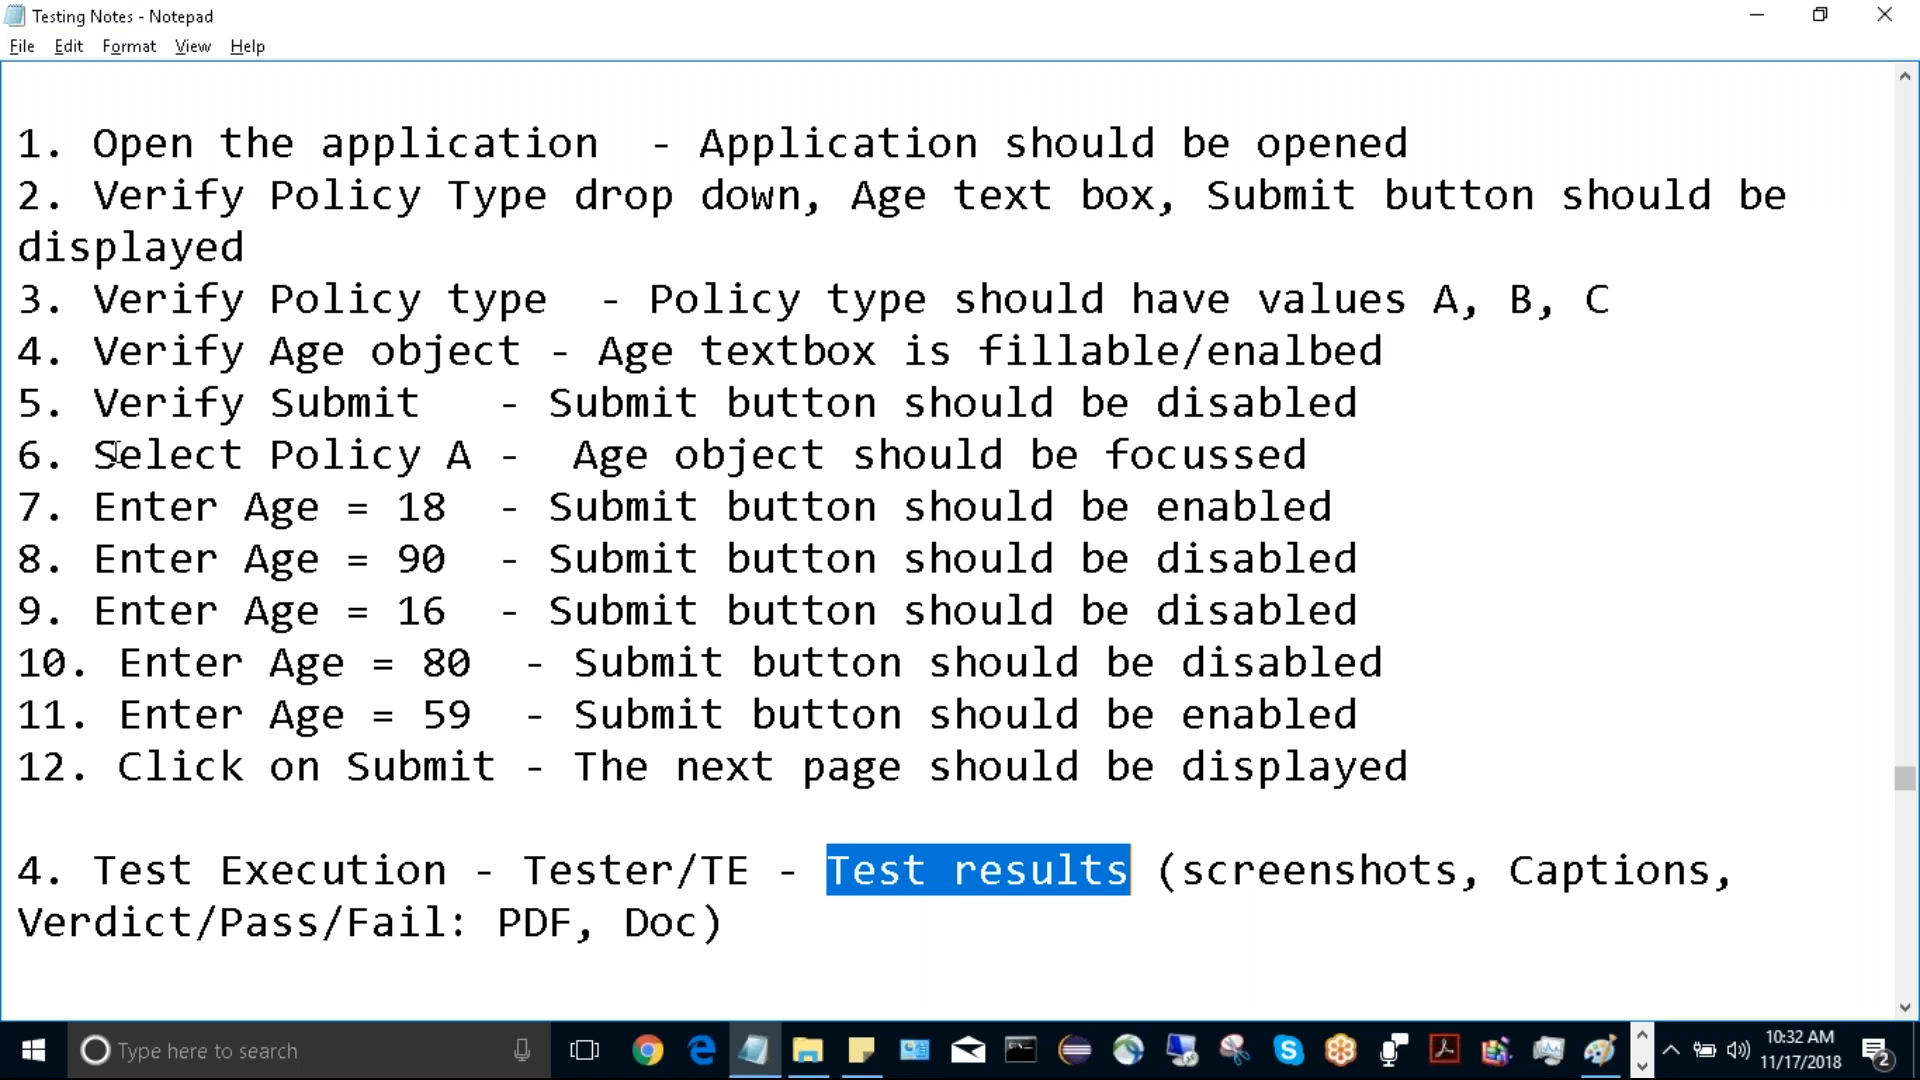 Testing Notes - Notepad
File Edit Format View Help
1. Open the application  - Application should be opened
2. Verify Policy Type drop down, Age text box, Submit button should be
displayed
3. Verify Policy type  - Policy type should have values A, B, C
4. Verify Age object - Age textbox is fillable/enalbed
5. Verify Submit   - Submit button should be disabled
6. Select Policy A -  Age object should be focussed
7. Enter Age = 18  - Submit button should be enabled
8. Enter Age = 90  - Submit button should be disabled
9. Enter Age = 16  - Submit button should be disabled
10. Enter Age = 80  - Submit button should be disabled
11. Enter Age = 59  - Submit button should be enabled
12. Click on Submit - The next page should be displayed
4. Test Execution - Tester/TE - Test results (screenshots, Captions,
Verdict/Pass/Fail: PDF, Doc)
Type here to search
10:32 AM
11/17/2018
2